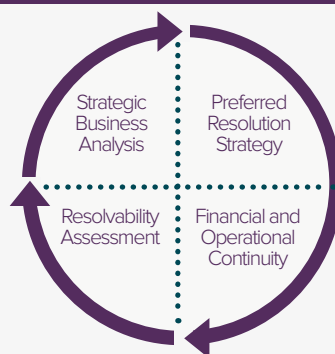 Strategic
Business
Analysis
Preferred
Resolution
Strategy
Resolvability
Assessment
Financial and
Operational
Continuity